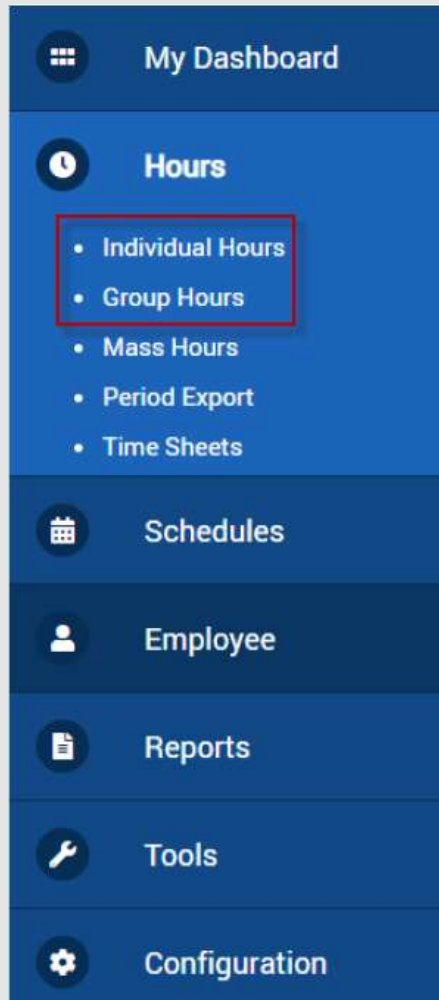 My Dashboard
Hours
• Individual Hours
• Group Hours
• Mass Hours
• Period Export
• Time Sheets
Schedules
Employee
Reports
Tools
Configuration